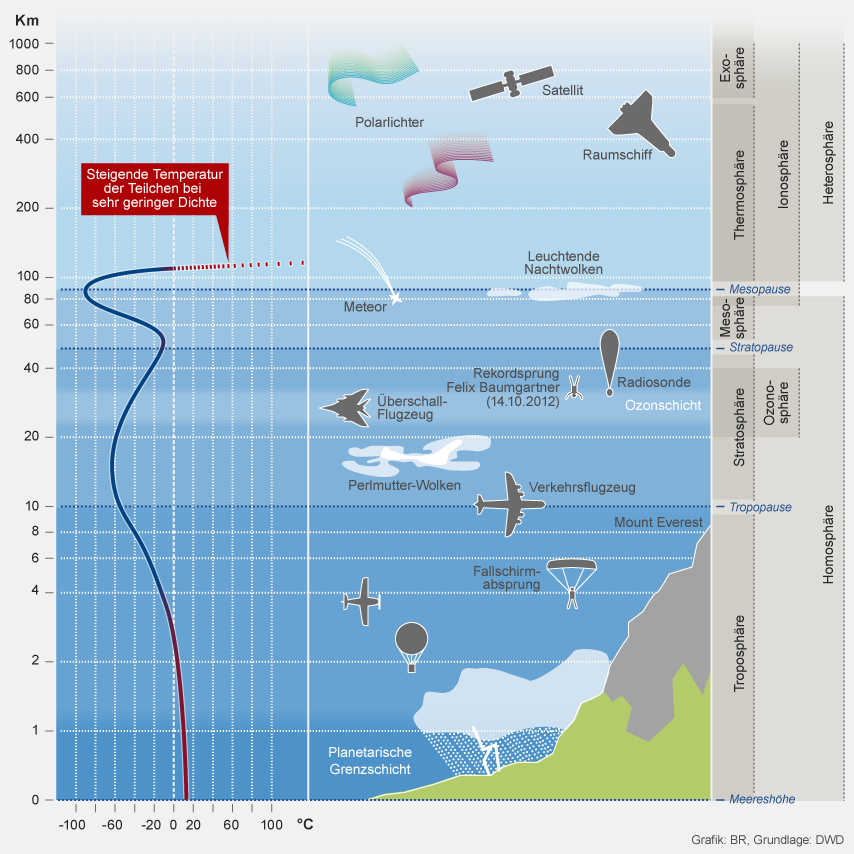 Km
1000
800
600
400
200
100
80
60
40
20
10
8
6
4
2
1
0
-100
-60
-20
0
20
60
100
°C
Steigende Temperatur
der Teilchen bei
sehr geringer Dichte
Polarlichter
Satellit
Raumschiff
Leuchtende
Nachtwolken
Meteor
Rekordsprung
Felix Baumgartner
(14.10.2012)
Radiosonde
Ozonschicht
Überschall-
Flugzeug
Perlmutter-Wolken
Verkehrsflugzeug
Mount Everest
Fallschirm-
absprung
Planetarische
Grenzschicht
Exo-
sphäre
Thermosphäre
Ionosphäre
Heterosphäre
Mesopause
Meso-
sphäre
Stratopause
Stratosphäre
Ozono-
sphäre
Tropopause
Troposphäre
Homosphäre
Meereshöhe
Grafik: BR, Grundlage: DWD